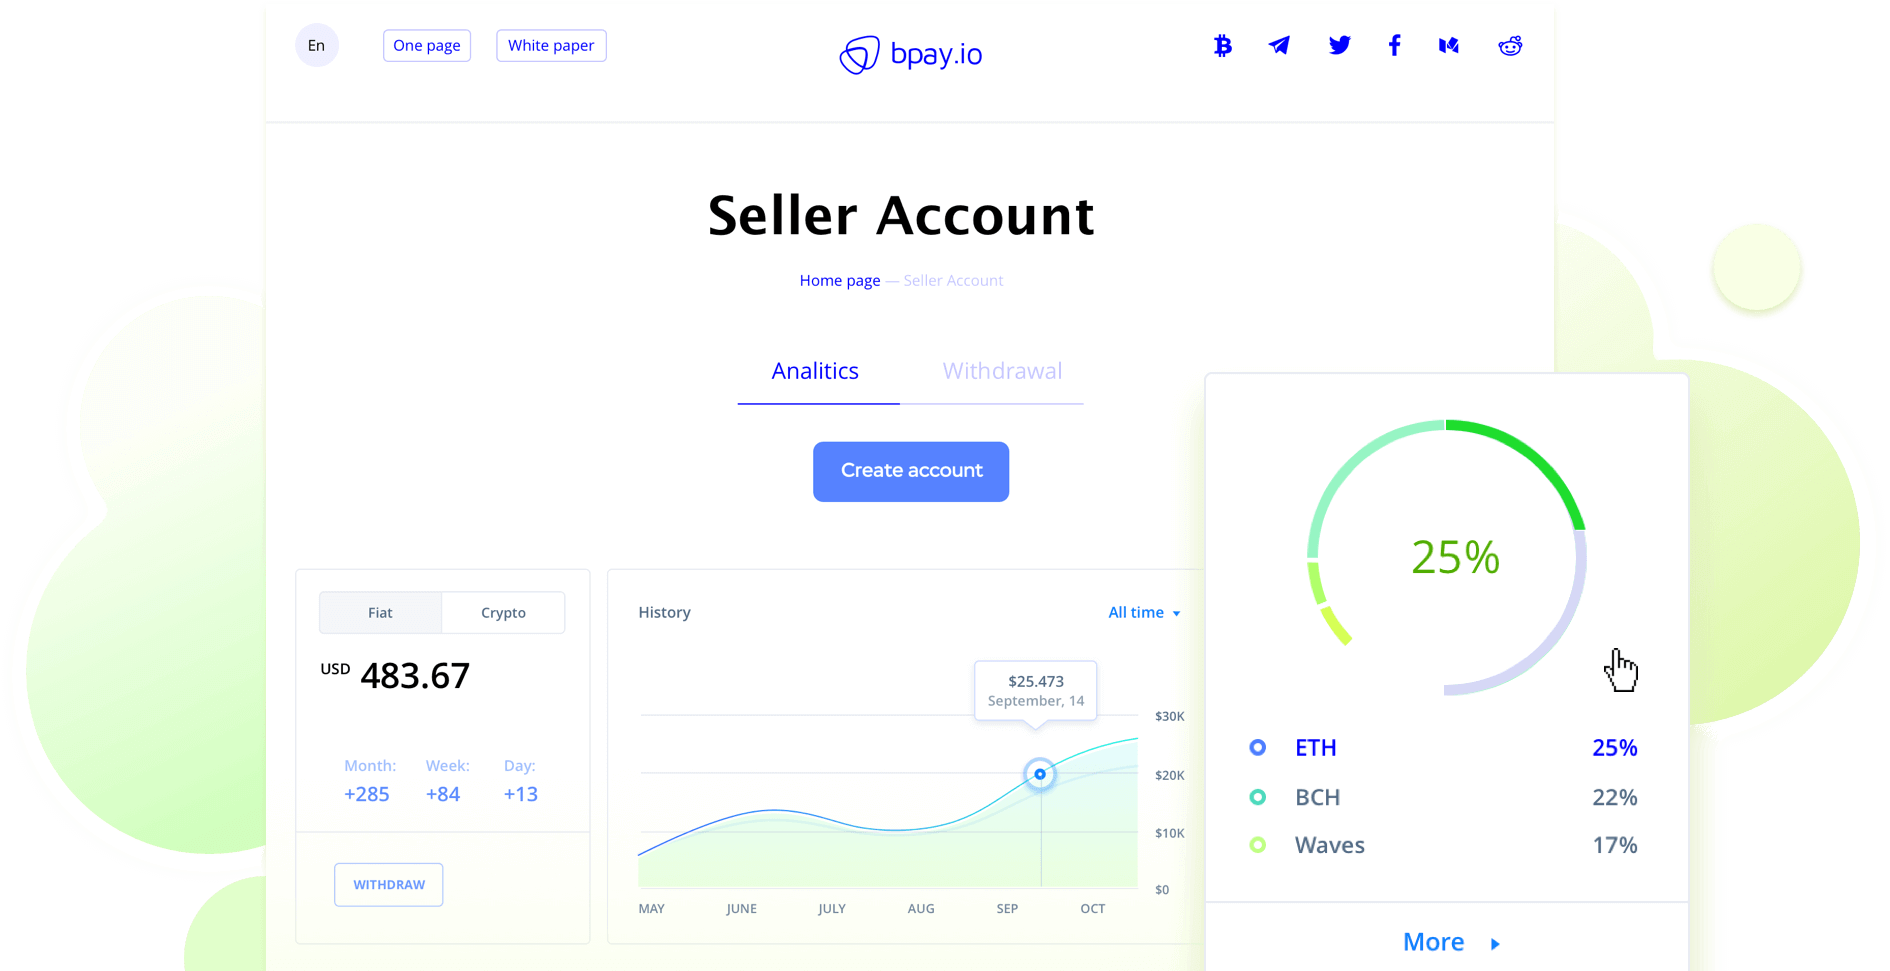 En
One page
White paper
bpay.io
Seller Account
Home page — Seller Account
Analitics
Withdrawal
Create account
Fiat
Crypto
USD 483.67
Month:
Week:
Day:
+285
+84
+13
WITHDRAW
History
All time
$25.473
September, 14
$30K
$20K
$10K
$0
MAY
JUNE
JULY
AUG
SEP
OCT
25%
ETH 25%
BCH 22%
Waves 17%
More